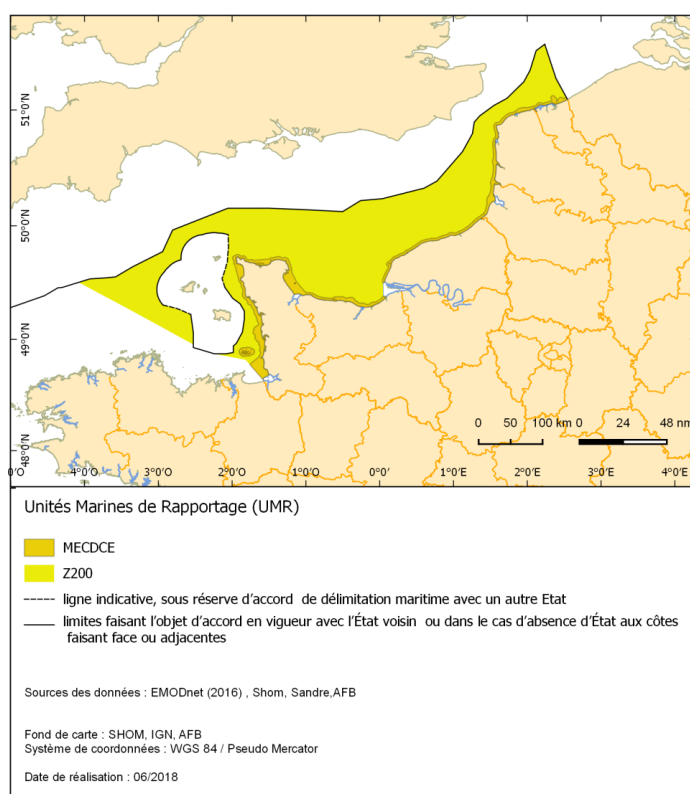 51°0'N
50°0'N
49°0'N
48°0'N
0 50 100 km 0 24 48 nm
0'O 4°0'O 3°0'O 2°0'O 1°0'O 0°0' 1°0'E 2°0'E 3°0'E 4°0'E
Unités Marines de Rapportage (UMR)
MECDCE
Z200
ligne indicative, sous réserve d'accord de délimitation maritime avec un autre Etat
limites faisant l'objet d'accord en vigueur avec l'État voisin ou dans le cas d'absence d'État aux côtes
faisant face ou adjacentes
Sources des données : EMODnet (2016) , Shom, Sandre,AFB
Fond de carte : SHOM, IGN, AFB
Système de coordonnées : WGS 84 / Pseudo Mercator
Date de réalisation : 06/2018